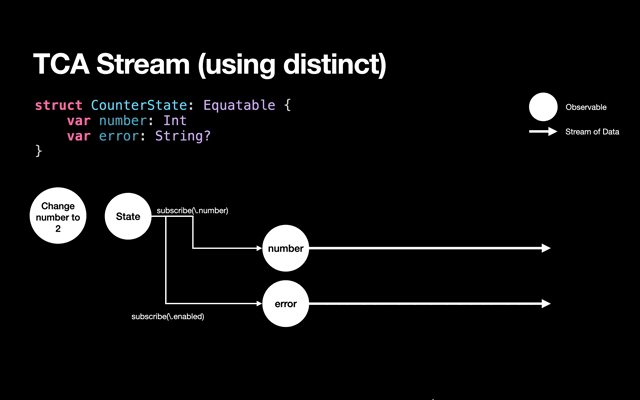 TCA Stream (using distinct)
struct CounterState: Equatable {
var number: Int
var error: String?
}
Observable
Stream of Data
Change
number to
2
State
subscribe(\.number)
number
error
subscribe(\.enabled)